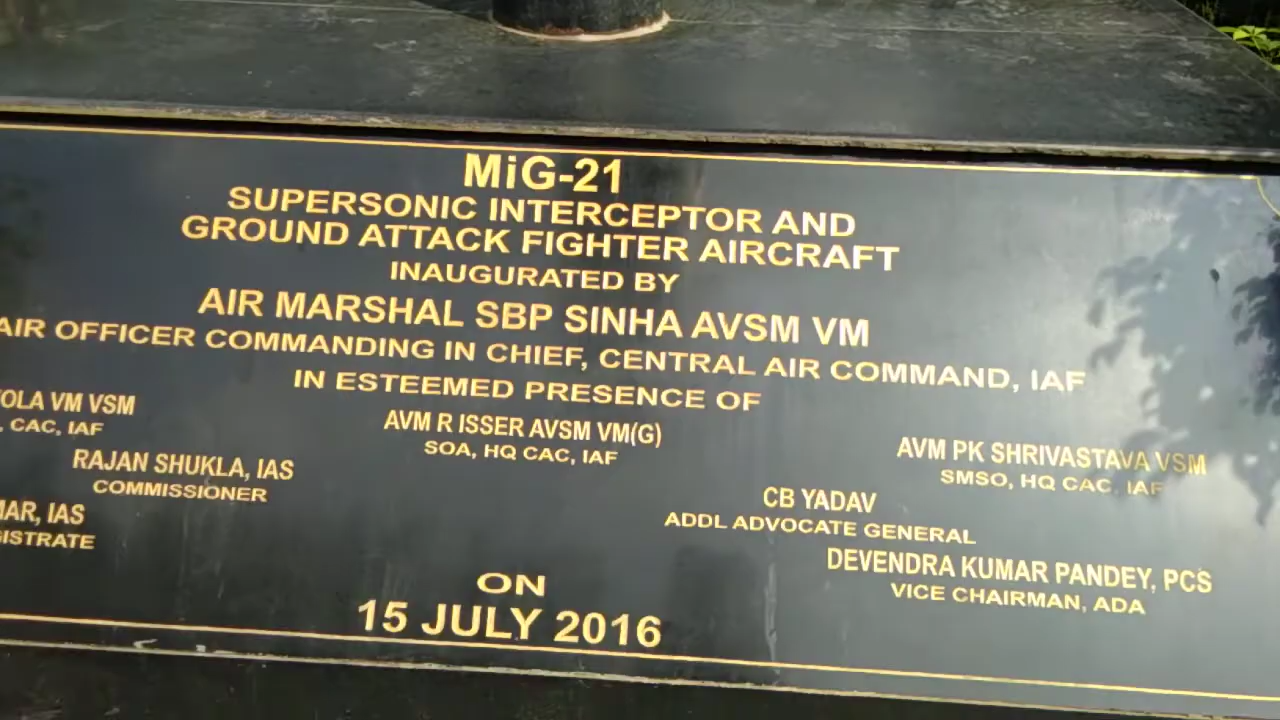 MiG-21
SUPERSONIC INTERCEPTOR AND
GROUND ATTACK FIGHTER AIRCRAFT
INAUGURATED BY
AIR MARSHAL SBP SINHA AVSM VM
AIR OFFICER COMMANDING IN CHIEF, CENTRAL AIR COMMAND, IAF
IN ESTEEMED PRESENCE OF
VM VSM
, CAC, IAF
AVM R ISSER AVSM VM(G)
SOA, HQ CAC, IAF
AVM PK SHRIVASTAVA VSM
SMSO, HQ CAC, IAF
RAJAN SHUKLA, IAS
COMMISSIONER
CB YADAV
ADDL ADVOCATE GENERAL
IAS
DEVENDRA KUMAR PANDEY, PCS
VICE CHAIRMAN, ADA
ON
15 JULY 2016